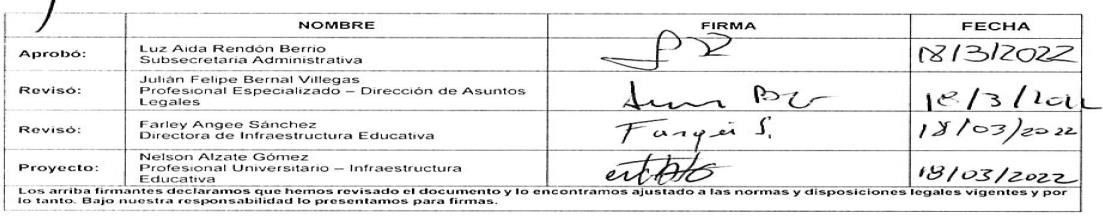 NOMBRE FIRMA FECHA
Aprobó: Luz Aida Rendón Berrio
Subsecretaria Administrativa
18/3/2022
Revisó: Julián Felipe Bernal Villegas
Profesional Especializado – Dirección de Asuntos
Legales
18/3/2022
Revisó: Farley Angee Sánchez
Directora de Infraestructura Educativa
S. 18/03/2022
Proyecto: Nelson Alzate Gómez
Profesional Universitario – Infraestructura
Educativa
18/03/2022
Los arriba firmantes declaramos que hemos revisado el documento y lo encontramos ajustado a las normas y disposiciones legales vigentes y por
lo tanto. Bajo nuestra responsabilidad lo presentamos para firmas.